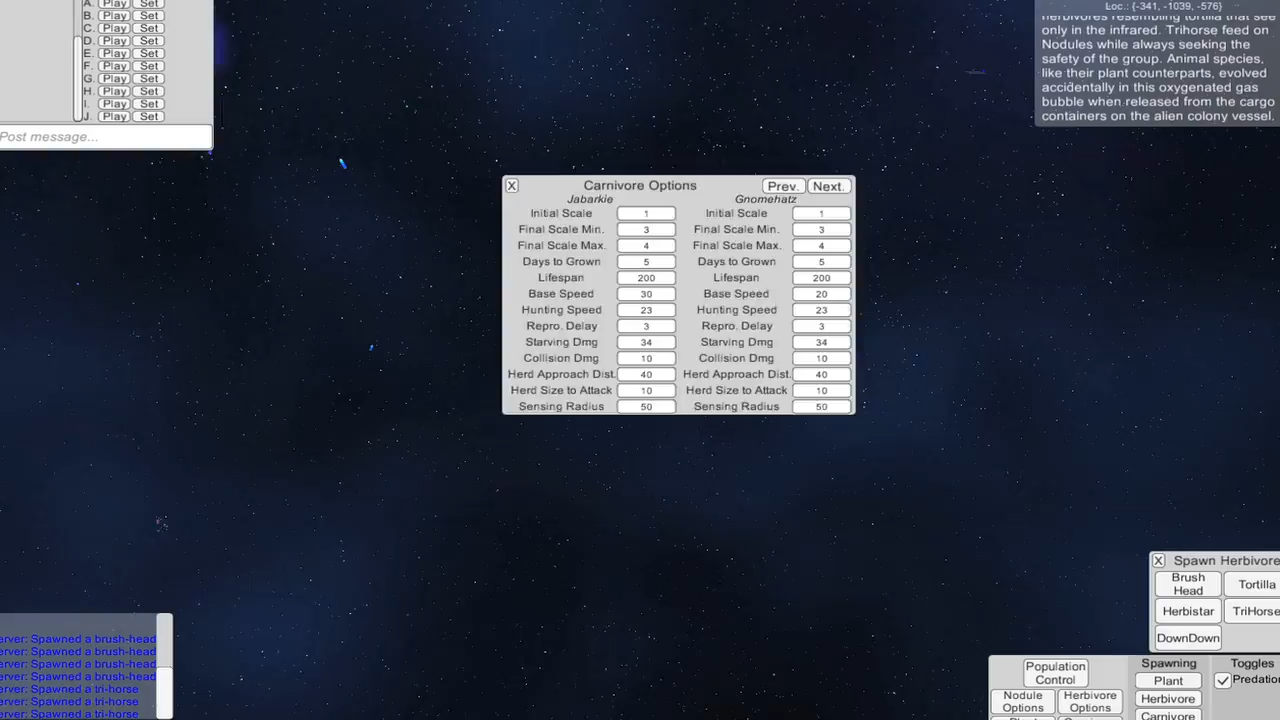 A. Play Set
B. Play Set
C. Play Set
D. Play Set
E. Play Set
F. Play Set
G. Play Set
H. Play Set
I. Play Set
J. Play Set
Post message...
Loc.: {-341, -1039, -576}
herbivores resembling tortilla that see
only in the infrared. Trihorse feed on
Nodules while always seeking the
safety of the group. Animal species,
like their plant counterparts, evolved
accidentally in this oxygenated gas
bubble when released from the cargo
containers on the alien colony vessel.
X Carnivore Options Prev. Next.
Jabarkie Gnomehatz
Initial Scale 1 Initial Scale 1
Final Scale Min. 3 Final Scale Min. 3
Final Scale Max. 4 Final Scale Max. 4
Days to Grown 5 Days to Grown 5
Lifespan 200 Lifespan 200
Base Speed 30 Base Speed 20
Hunting Speed 23 Hunting Speed 23
Repro. Delay 3 Repro. Delay 3
Starving Dmg 34 Starving Dmg 34
Collision Dmg 10 Collision Dmg 10
Herd Approach Dist. 40 Herd Approach Dist. 40
Herd Size to Attack 10 Herd Size to Attack 10
Sensing Radius 50 Sensing Radius 50
erver: Spawned a brush-head
erver: Spawned a brush-head
erver: Spawned a brush-head
erver: Spawned a brush-head
erver: Spawned a tri-horse
erver: Spawned a tri-horse
erver: Spawned a tri-horse
X Spawn Herbivore
Brush
Head
Tortilla
Herbistar TriHorse
DownDown
Population
Control
Nodule
Options
Herbivore
Options
Spawning
Plant
Herbivore
Carnivore
Toggles
Predation